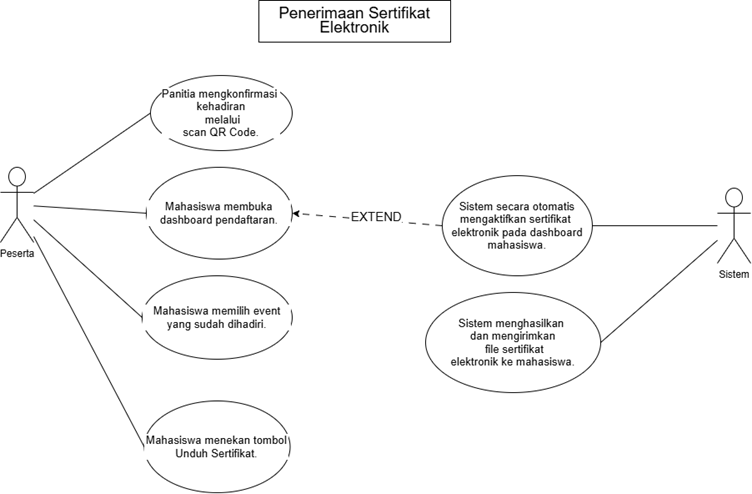 Penerimaan Sertifikat
Elektronik
Panitia mengkonfirmasi
kehadiran
melalui
scan QR Code.
Mahasiswa membuka
dashboard pendaftaran.
EXTEND
Sistem secara otomatis
mengaktifkan sertifikat
elektronik pada dashboard
mahasiswa.
Peserta
Sistem
Mahasiswa memilih event
yang sudah dihadiri.
Sistem menghasilkan
dan mengirimkan
file sertifikat
elektronik ke mahasiswa.
Mahasiswa menekan tombol
Unduh Sertifikat.